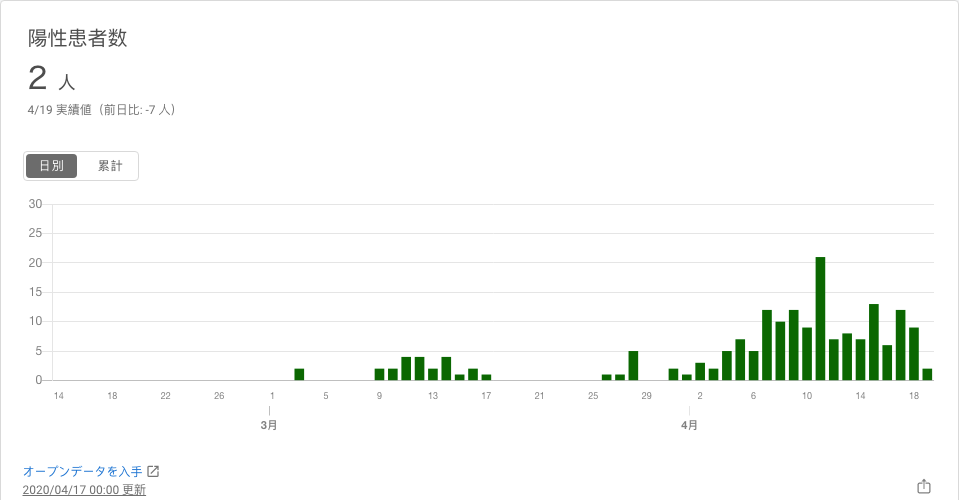 陽性患者数
2 人
4/19 実績値（前日比: -7 人）
日別 累計
30
25
20
15
10
5
0
14 18 22 26 1 5 9 13 17 21 25 29 2 6 10 14 18
3月 4月
オープンデータを入手
2020/04/17 00:00 更新